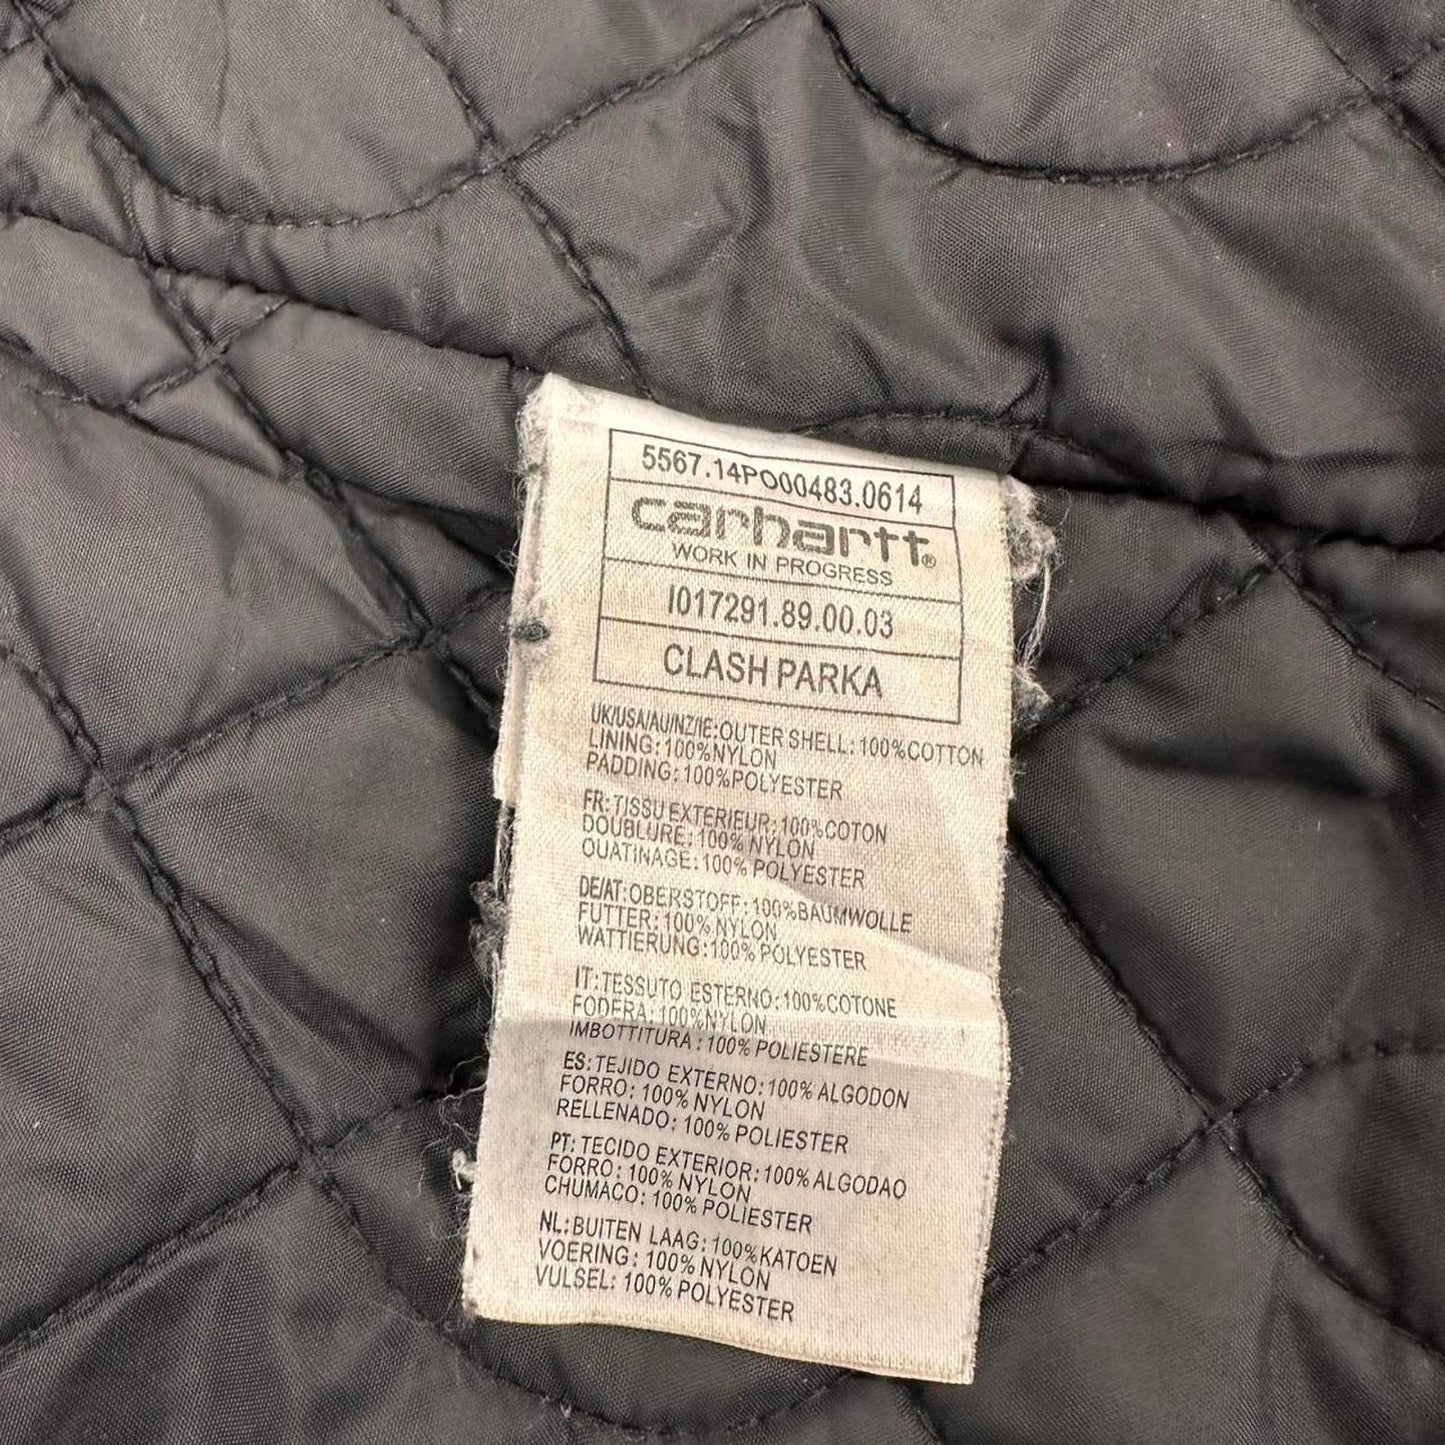 5567.14PO00483.0614
carhartt®
WORK IN PROGRESS
I017291.89.00.03
CLASH PARKA
UK/USA/AU/NZ/IE:OUTER SHELL: 100%COTTON
LINING:100%NYLON
PADDING: 100%POLYESTER
FR: TISSU EXTERIEUR: 100%COTON
DOUBLURE: 100% NYLON
OUATINAGE: 100% POLYESTER
DE/AT:OBERSTOFF:100%BAUMWOLLE
FUTTER:100% NYLON
WATTIERUNG:100% POLYESTER
IT:TESSUTO ESTERNO:100%COTONE
FODERA:100%NYLON
IMBOTTITURA : 100% POLIESTERE
ES: TEJIDO EXTERNO: 100% ALGODON
FORRO: 100% NYLON
RELLENADO: 100% POLIESTER
PT: TECIDO EXTERIOR: 100% ALGODAO
FORRO: 100% NYLON
CHUMACO: 100% POLIESTER
NL: BUITEN LAAG: 100%KATOEN
VOERING: 100% NYLON
VULSEL: 100% POLYESTER